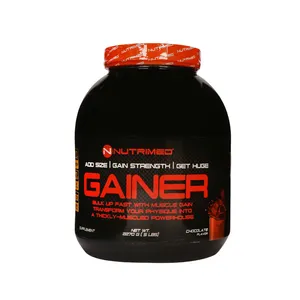 NUTRIMED
ADD SIZE | GAIN STRENGTH | GET HUGE
GAINER
BULK UP FAST WITH MUSCLE GAIN
TRANSFORM YOUR PHYSIQUE INTO
A THICKLY-MUSCLED POWERHOUSE
NET WT.
CHOCOLATE
FLAVOR